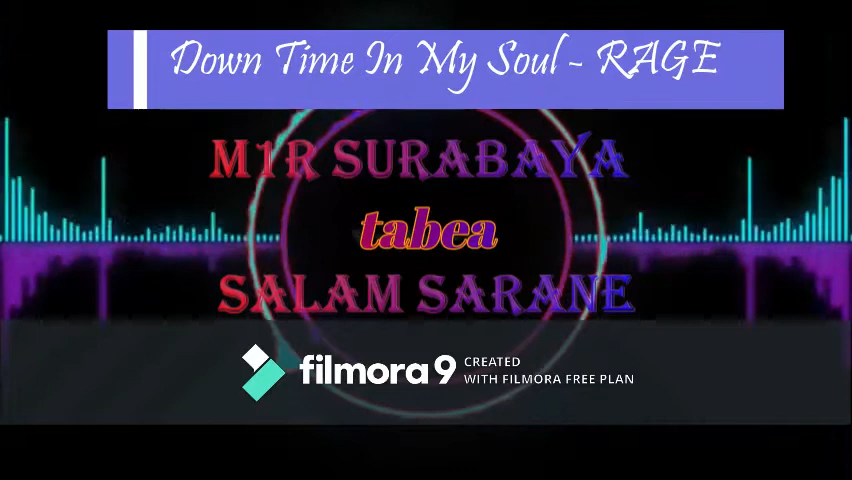 Down Time In My Soul - RAGE
M1R SURABAYA
tabea
SALAM SARANE
filmora 9 CREATED
WITH FILMORA FREE PLAN